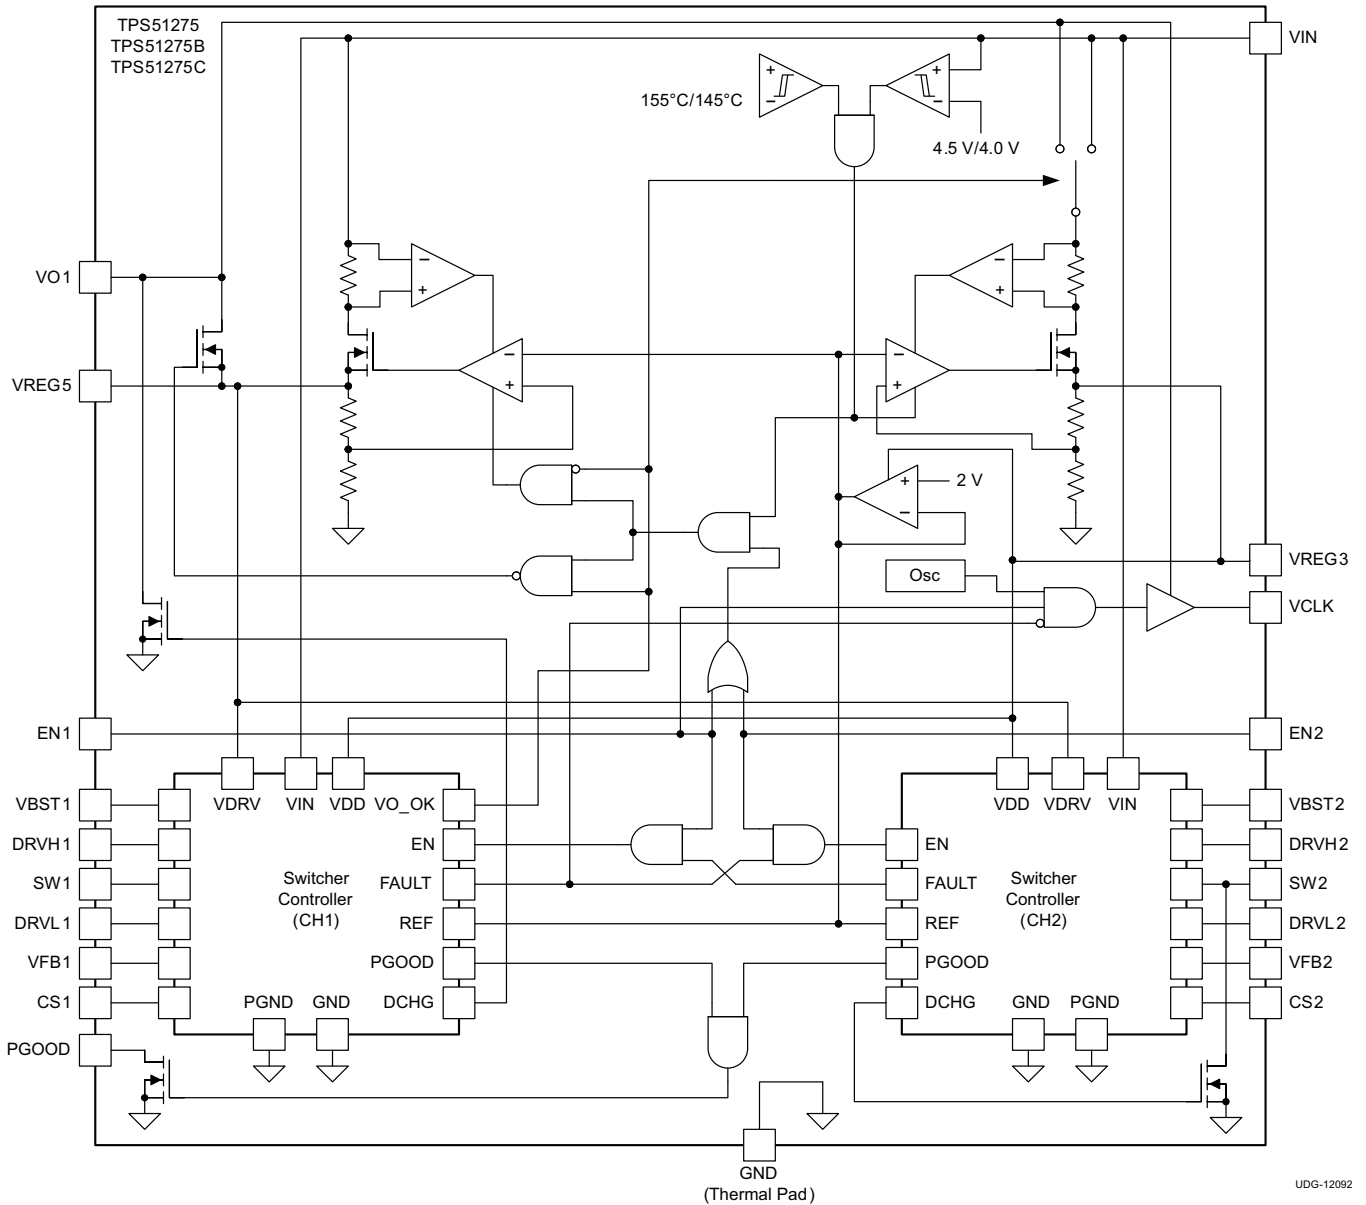 TPS51275
TPS51275B
TPS51275C
VIN
+
−
+
−
155°C/145°C
4.5 V/4.0 V
VO1
−
+
−
+
VREG5
−
+
−
+
+
−
2 V
Osc
VREG3
VCLK
EN1
EN2
VBST1
DRVH1
SW1
DRVL1
VFB1
CS1
PGOOD
VDRV
VIN
VDD
VO_OK
EN
FAULT
REF
PGOOD
DCHG
Switcher
Controller
(CH1)
PGND
GND
VDD
VDRV
VIN
EN
FAULT
REF
PGOOD
DCHG
Switcher
Controller
(CH2)
GND
PGND
VBST2
DRVH2
SW2
DRVL2
VFB2
CS2
GND
(Thermal Pad)
UDG-12092